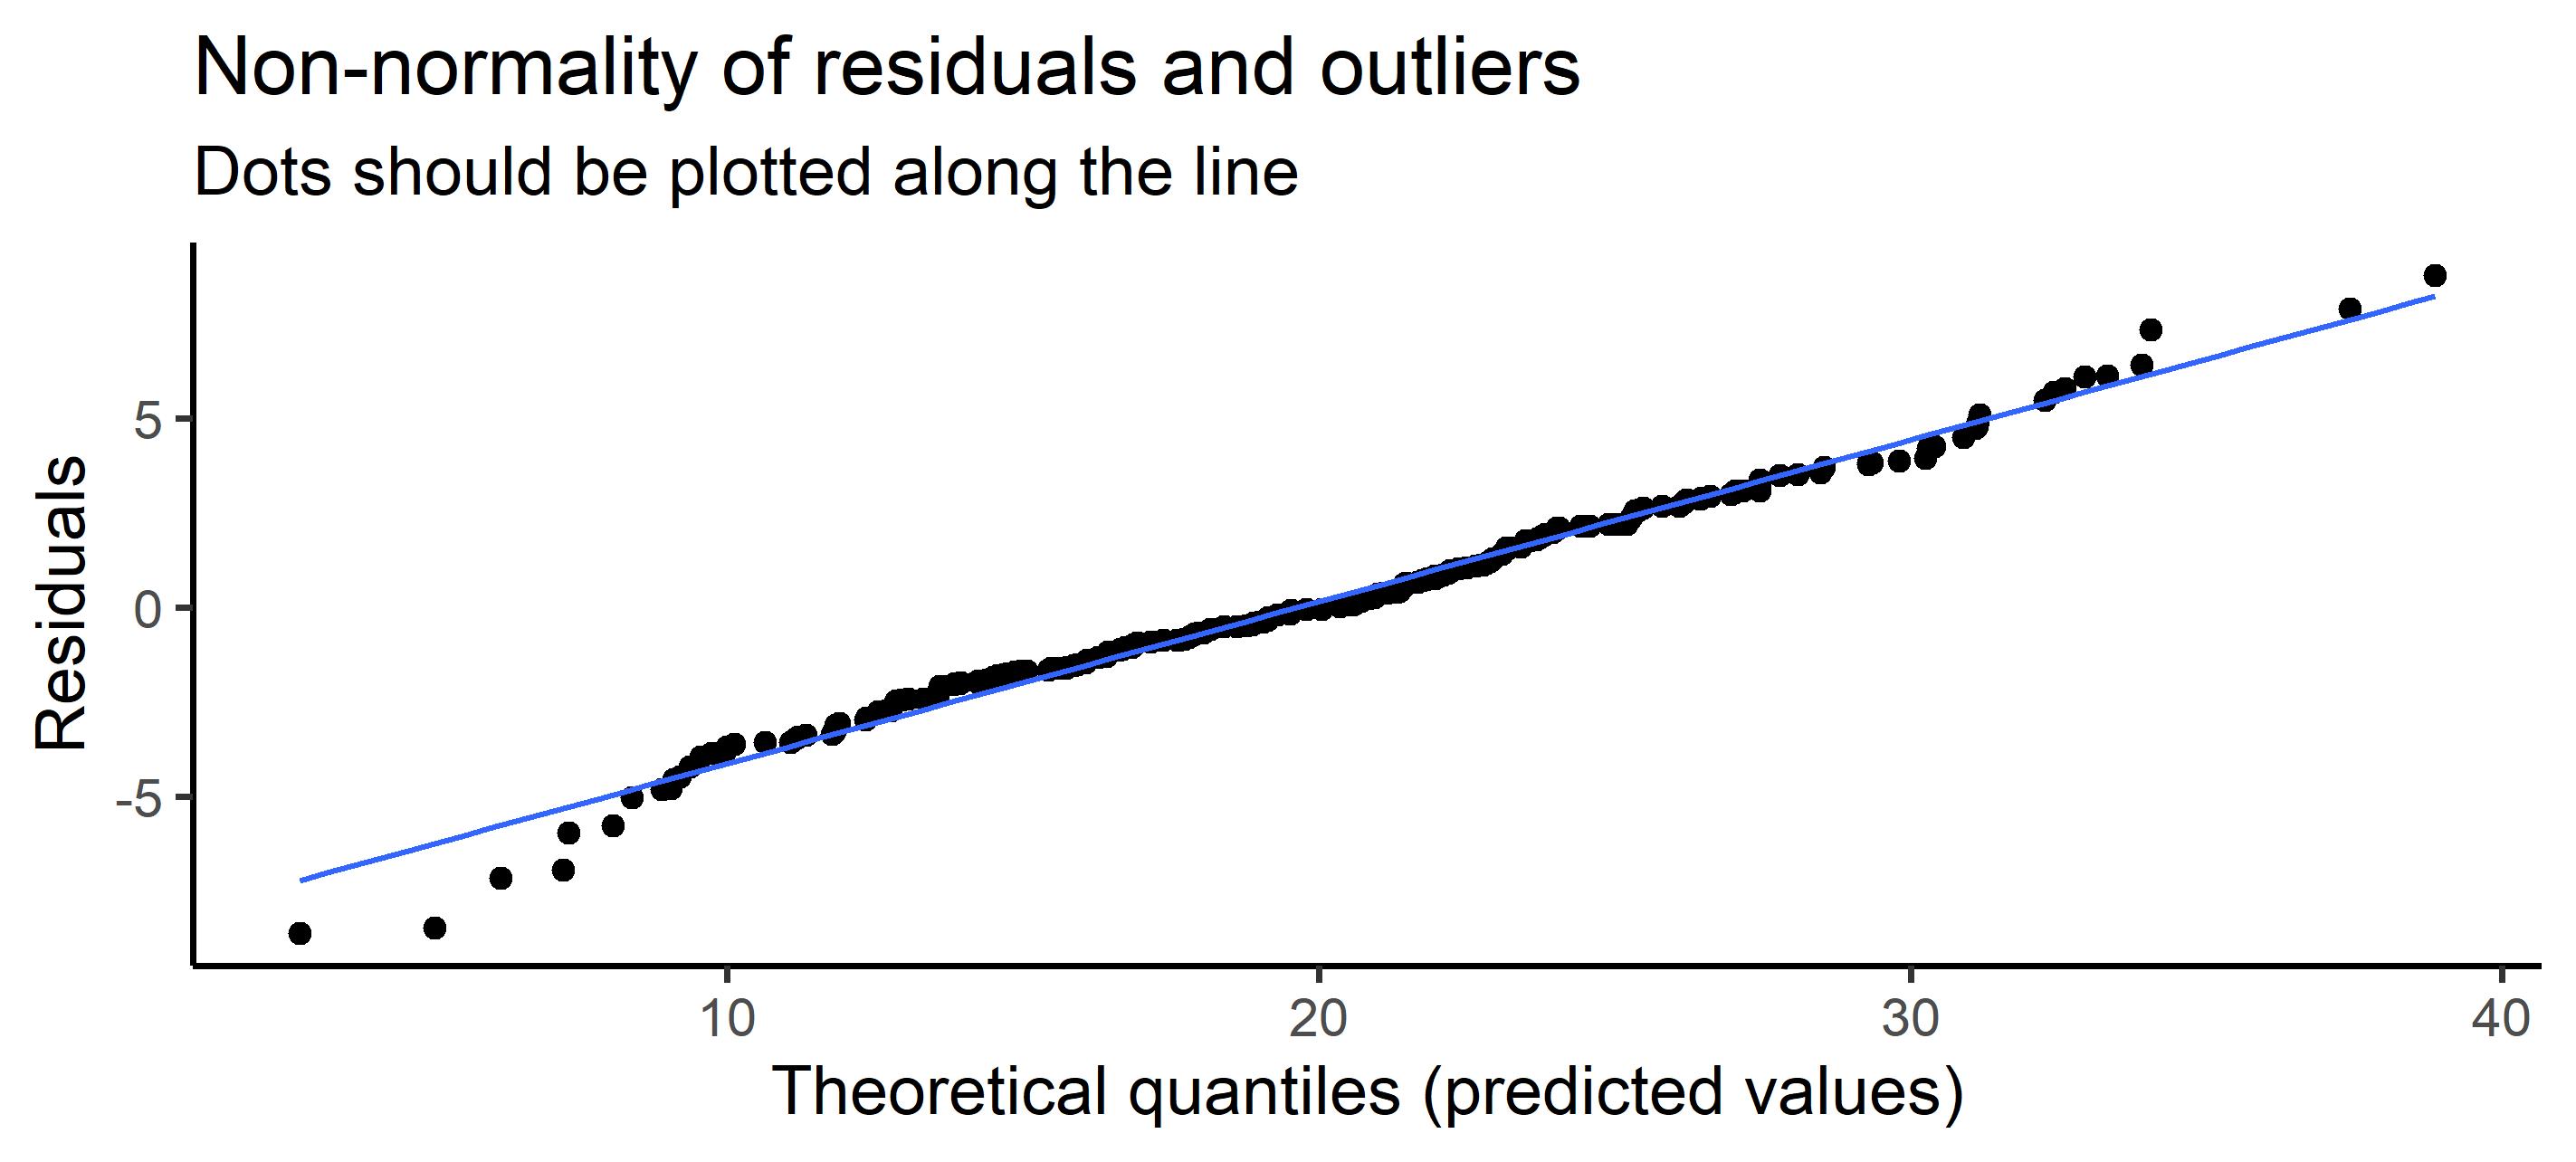 Non-normality of residuals and outliers
Dots should be plotted along the line
Residuals
5
0
-5
10
20
30
40
Theoretical quantiles (predicted values)